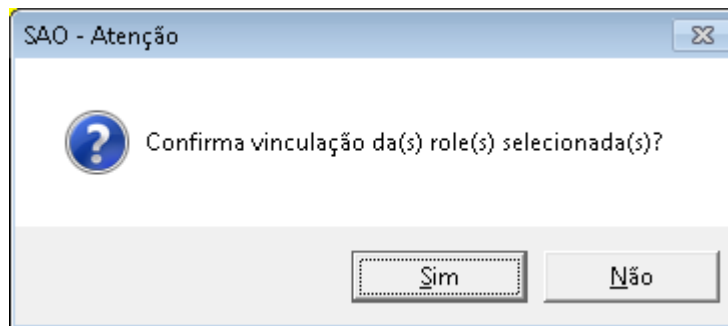 SAO - Atenção
Confirma vinculação da(s) role(s) selecionada(s)?
Sim
Não